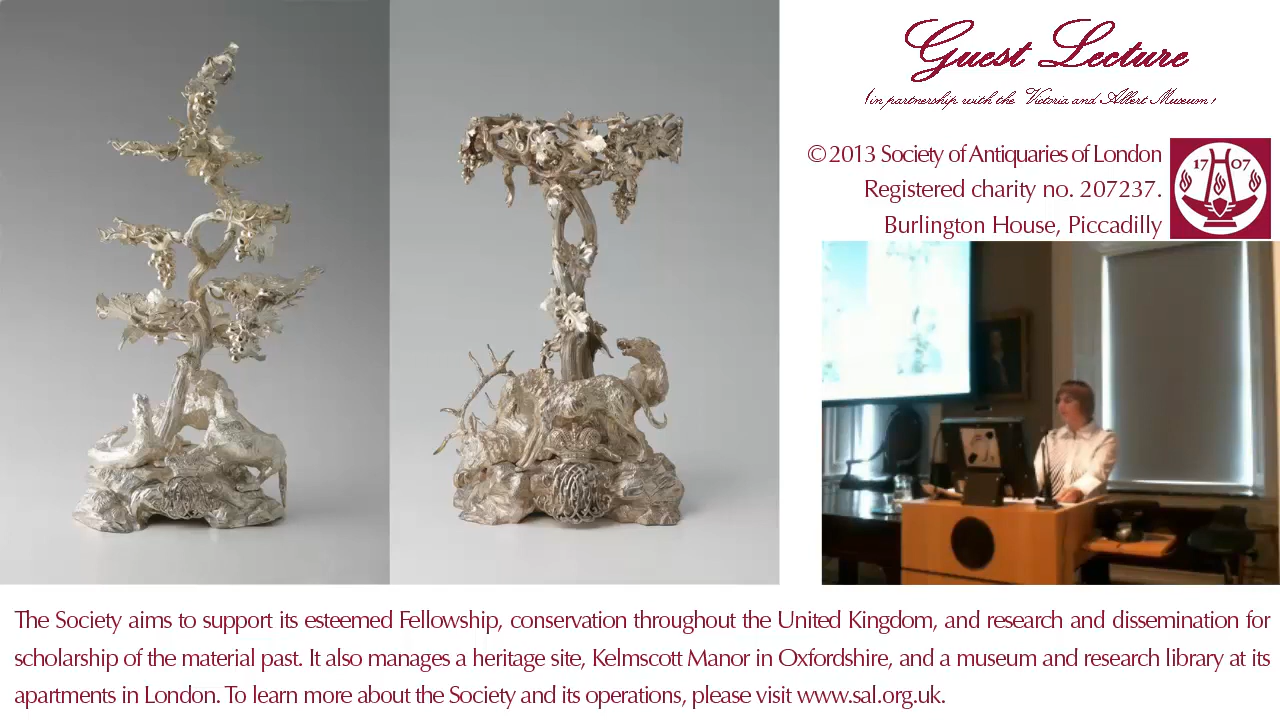 Guest Lecture
(in partnership with the Victoria and Albert Museum)
© 2013 Society of Antiquaries of London
Registered charity no. 207237.
Burlington House, Piccadilly
17 07
The Society aims to support its esteemed Fellowship, conservation throughout the United Kingdom, and research and dissemination for
scholarship of the material past. It also manages a heritage site, Kelmscott Manor in Oxfordshire, and a museum and research library at its
apartments in London. To learn more about the Society and its operations, please visit www.sal.org.uk.